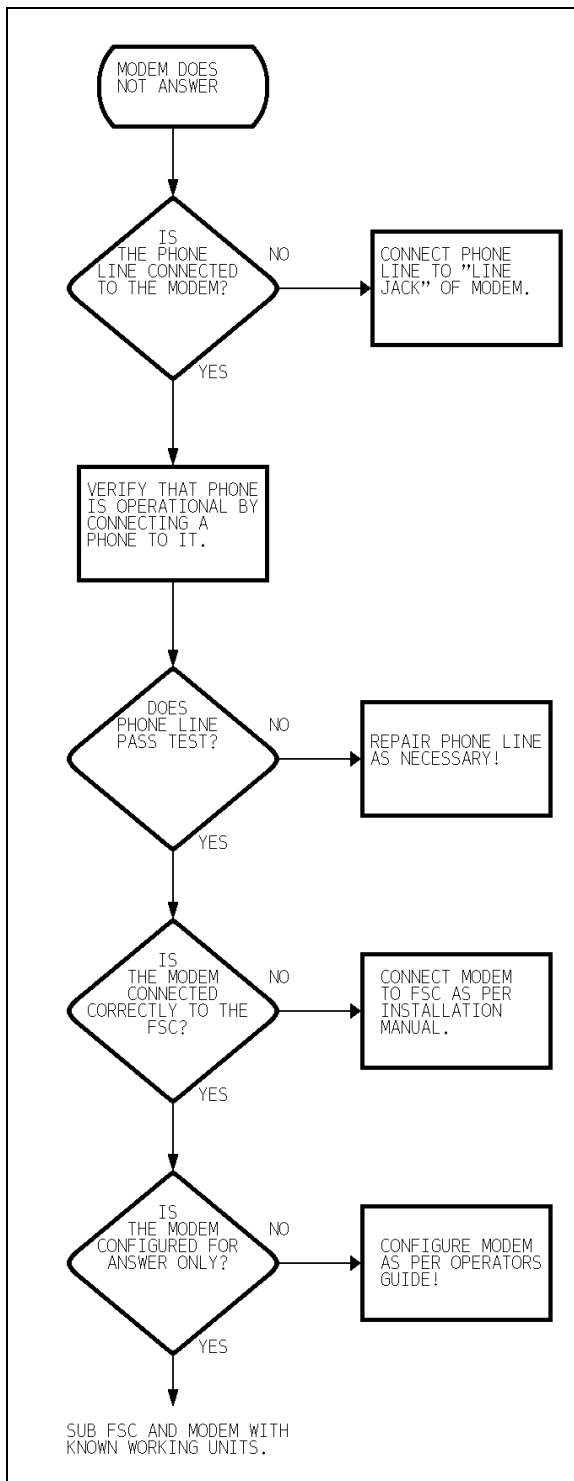 MODEM DOES
NOT ANSWER
IS
THE PHONE
LINE CONNECTED
TO THE MODEM?
NO
CONNECT PHONE
LINE TO ”LINE
JACK” OF MODEM.
YES
VERIFY THAT PHONE
IS OPERATIONAL BY
CONNECTING A
PHONE TO IT.
DOES
PHONE LINE
PASS TEST?
NO
REPAIR PHONE LINE
AS NECESSARY!
YES
IS
THE MODEM
CONNECTED
CORRECTLY TO THE
FSC?
NO
CONNECT MODEM
TO FSC AS PER
INSTALLATION
MANUAL.
YES
IS
THE MODEM
CONFIGURED FOR
ANSWER ONLY?
NO
CONFIGURE MODEM
AS PER OPERATORS
GUIDE!
YES
SUB FSC AND MODEM WITH
KNOWN WORKING UNITS.